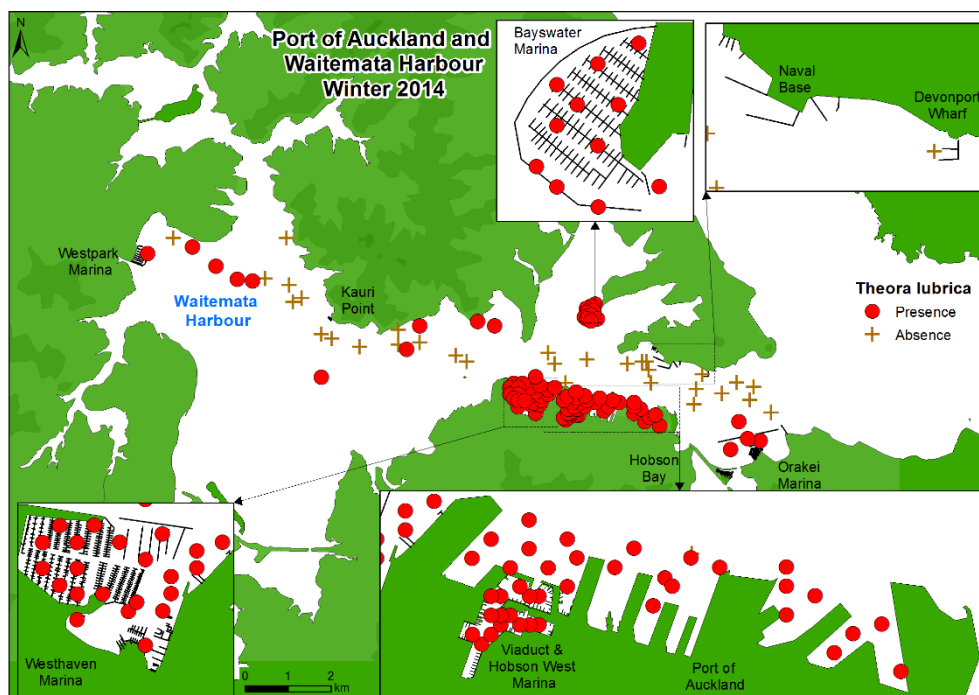 N
Port of Auckland and
Waitemata Harbour
Winter 2014
Bayswater
Marina
Naval
Base
Devonport
Wharf
Westpark
Marina
Waitemata
Harbour
Kauri
Point
Theora lubrica
Presence
Absence
Hobson
Bay
Orakei
Marina
Westhaven
Marina
0 1 2
km
Viaduct &
Hobson West
Marina
Port of
Auckland